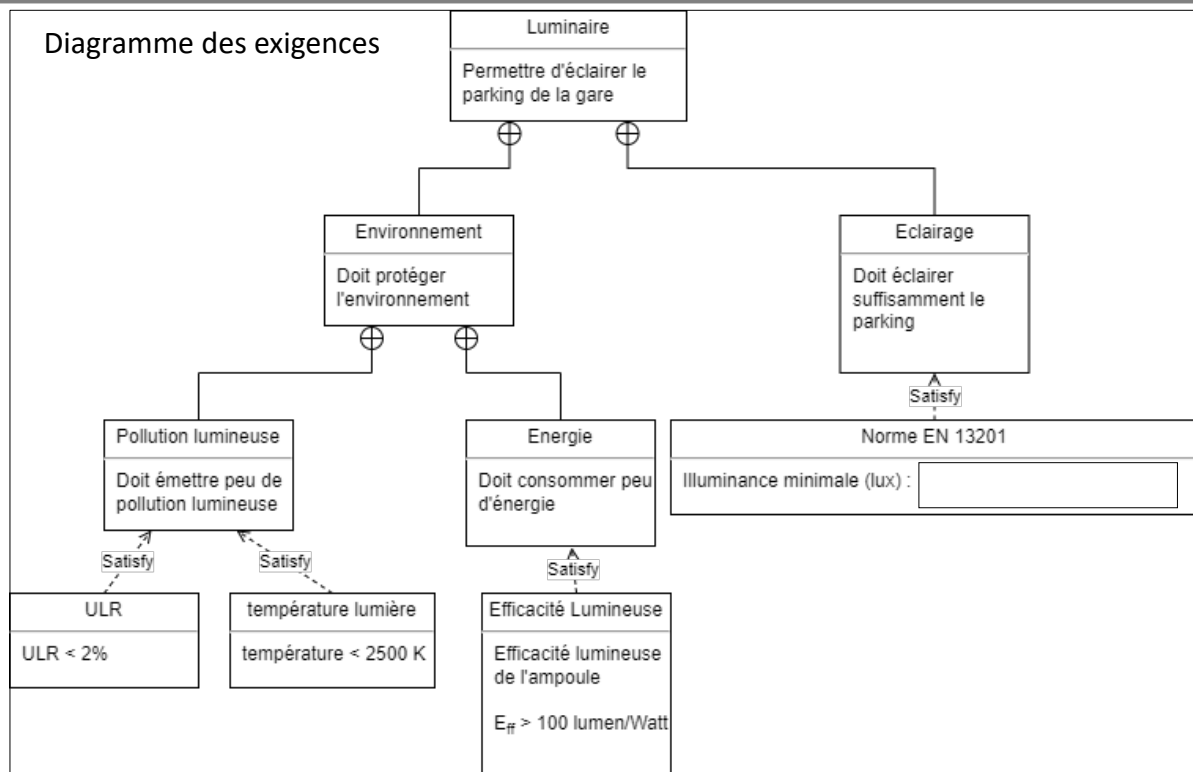 Diagramme des exigences
Luminaire
Permettre d'éclairer le
parking de la gare
Environnement
Doit protéger
l'environnement
Eclairage
Doit éclairer
suffisamment le
parking
Satisfy
Pollution lumineuse
Doit émettre peu de
pollution lumineuse
Energie
Doit consommer peu
d'énergie
Norme EN 13201
Illuminance minimale (lux) :
Satisfy
Satisfy
Satisfy
ULR
ULR < 2%
température lumière
température < 2500 K
Efficacité Lumineuse
Efficacité lumineuse
de l'ampoule
Eff > 100 lumen/Watt